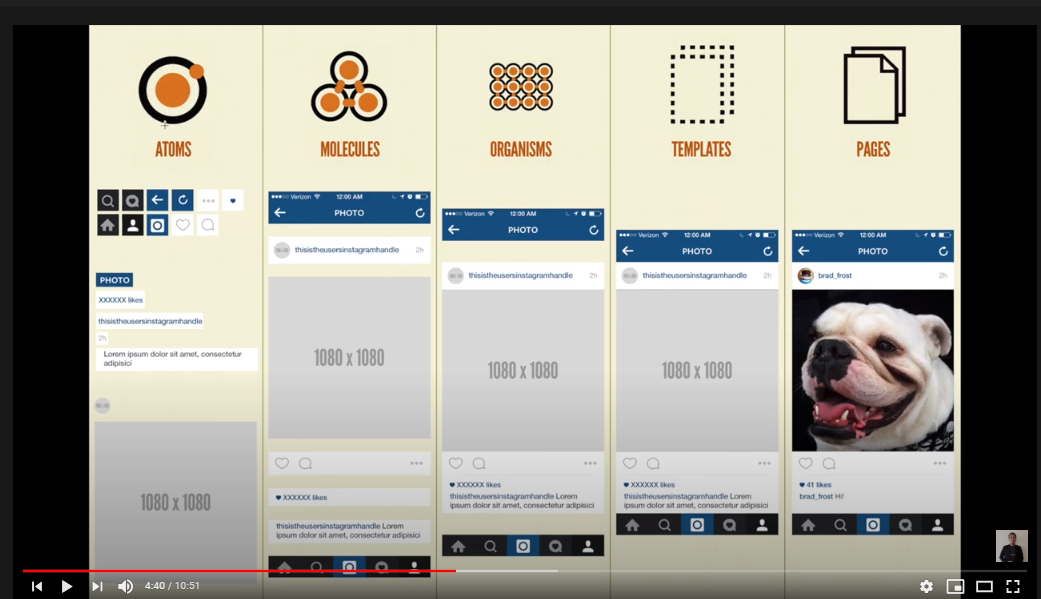 ATOMS
MOLECULES
ORGANISMS
TEMPLATES
PAGES
PHOTO
XXXXXX likes
thisistheusersinstagramhandle
2h
Lorem ipsum dolor sit amet, consectetur
adipisici
1080 x 1080
Verizon 12:00 AM
PHOTO
thisistheusersinstagramhandle 2h
1080 x 1080
XXXXXX likes
thisistheusersinstagramhandle Lorem
ipsum dolor sit amet, consectetur adipisici
Verizon 12:00 AM
PHOTO
thisistheusersinstagramhandle 2h
1080 x 1080
XXXXXX likes
thisistheusersinstagramhandle Lorem
ipsum dolor sit amet, consectetur adipisici
Verizon 12:00 AM
PHOTO
thisistheusersinstagramhandle 2h
1080 x 1080
XXXXXX likes
thisistheusersinstagramhandle Lorem
ipsum dolor sit amet, consectetur adipisici
Verizon 12:00 AM
PHOTO
brad_frost 2h
41 likes
brad_frost Hi!
4:40 / 10:51